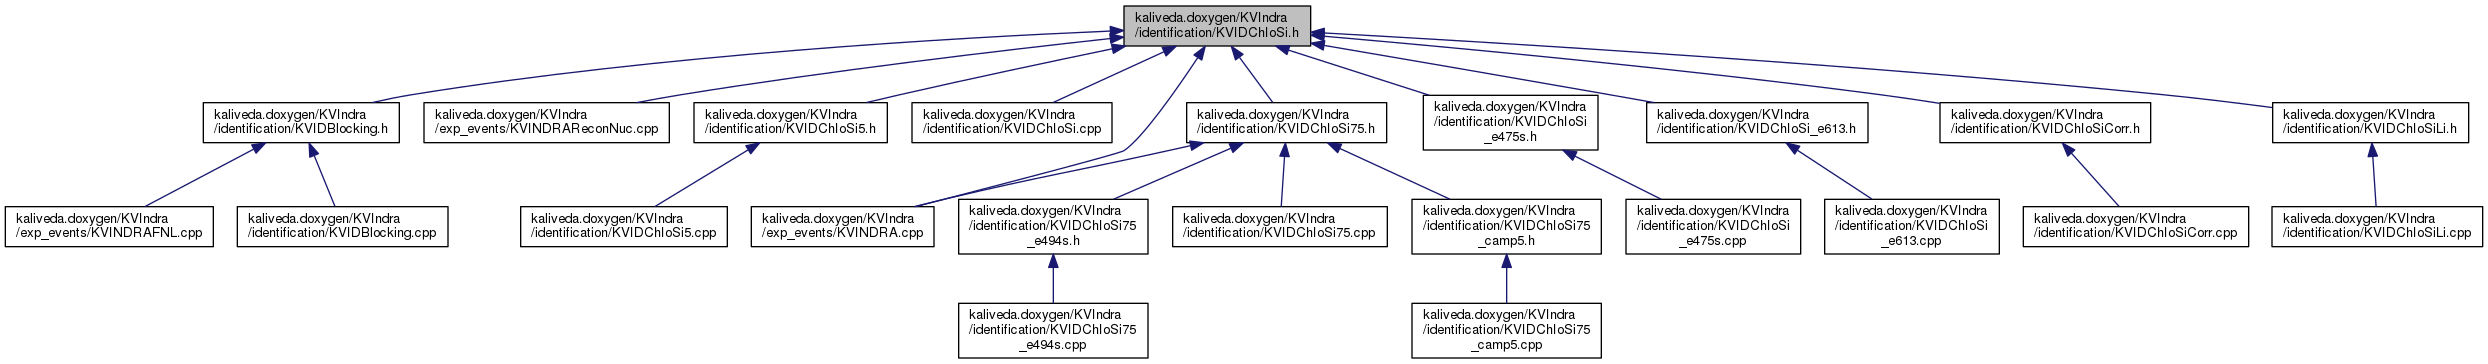 kaliveda.doxygen/KVIndra
/identification/KVIDChIoSi.h
kaliveda.doxygen/KVIndra
/identification/KVIDBlocking.h
kaliveda.doxygen/KVIndra
/exp_events/KVINDRAReconNuc.cpp
kaliveda.doxygen/KVIndra
/identification/KVIDChIoSi5.h
kaliveda.doxygen/KVIndra
/identification/KVIDChIoSi.cpp
kaliveda.doxygen/KVIndra
/identification/KVIDChIoSi75.h
kaliveda.doxygen/KVIndra
/identification/KVIDChIoSi
_e475s.h
kaliveda.doxygen/KVIndra
/identification/KVIDChIoSi_e613.h
kaliveda.doxygen/KVIndra
/identification/KVIDChIoSiCorr.h
kaliveda.doxygen/KVIndra
/identification/KVIDChIoSiLi.h
kaliveda.doxygen/KVIndra
/exp_events/KVINDRAFNL.cpp
kaliveda.doxygen/KVIndra
/identification/KVIDBlocking.cpp
kaliveda.doxygen/KVIndra
/identification/KVIDChIoSi5.cpp
kaliveda.doxygen/KVIndra
/exp_events/KVINDRA.cpp
kaliveda.doxygen/KVIndra
/identification/KVIDChIoSi75
_e494s.h
kaliveda.doxygen/KVIndra
/identification/KVIDChIoSi75.cpp
kaliveda.doxygen/KVIndra
/identification/KVIDChIoSi75
_camp5.h
kaliveda.doxygen/KVIndra
/identification/KVIDChIoSi
_e475s.cpp
kaliveda.doxygen/KVIndra
/identification/KVIDChIoSi
_e613.cpp
kaliveda.doxygen/KVIndra
/identification/KVIDChIoSiCorr.cpp
kaliveda.doxygen/KVIndra
/identification/KVIDChIoSiLi.cpp
kaliveda.doxygen/KVIndra
/identification/KVIDChIoSi75
_e494s.cpp
kaliveda.doxygen/KVIndra
/identification/KVIDChIoSi75
_camp5.cpp